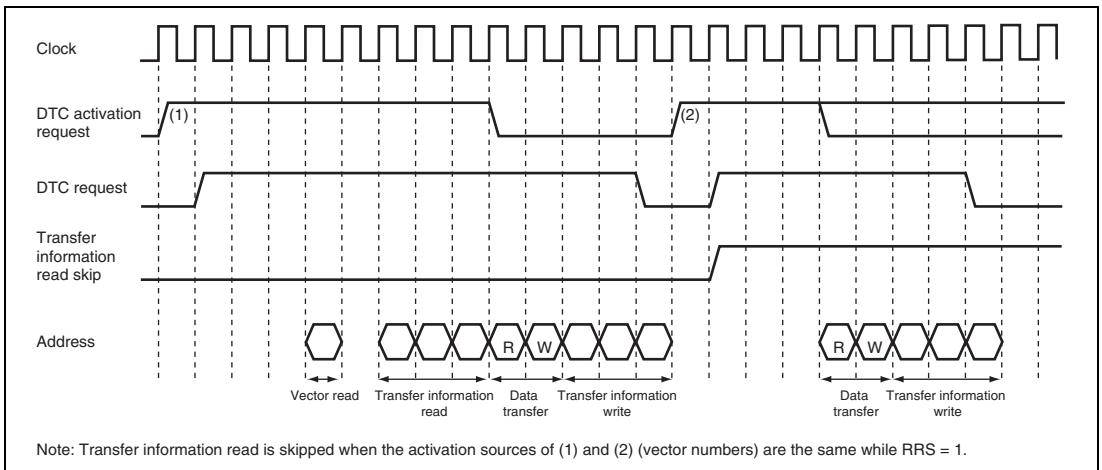 Clock
DTC activation
request
(1)
(2)
DTC request
Transfer
information
read skip
Address
R
W
R
W
Vector read
Transfer information
read
Data
transfer
Transfer information
write
Data
transfer
Transfer information
write
Note: Transfer information read is skipped when the activation sources of (1) and (2) (vector numbers) are the same while RRS = 1.